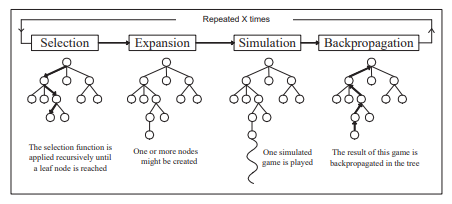 Repeated X times
Selection
Expansion
Simulation
Backpropagation
The selection function is
applied recursively until
a leaf node is reached
One or more nodes
might be created
One simulated
game is played
The result of this game is
backpropagated in the tree